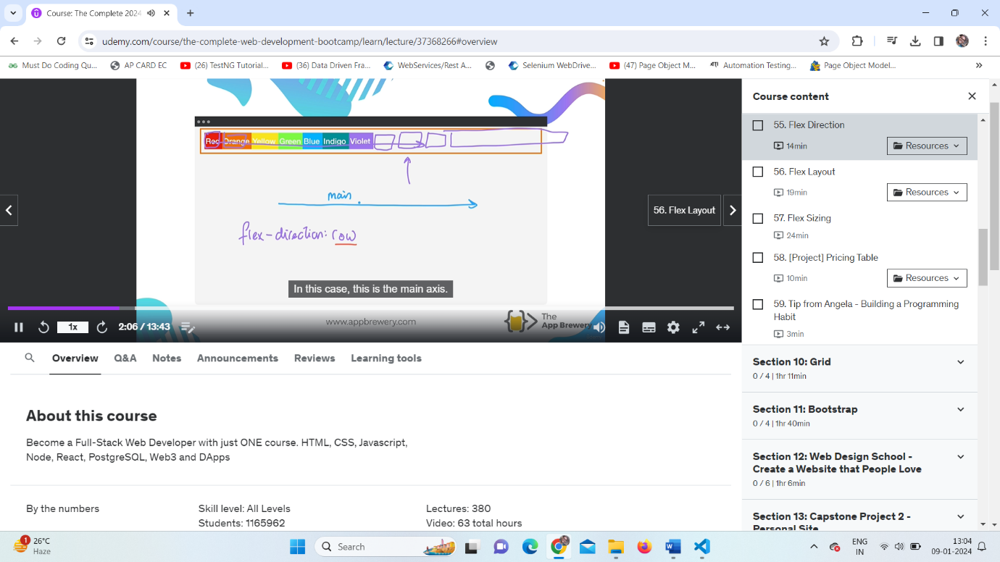 Course: The Complete 2024
udemy.com/course/the-complete-web-development-bootcamp/learn/lecture/37368266#overview
Must Do Coding Qu...
AP CARD EC
(26) TestNG Tutorial...
(36) Data Driven Fra...
WebServices/Rest A...
Selenium WebDrive...
(47) Page Object M...
Automation Testing...
Page Object Model...
Red Orange Yellow Green Blue Indigo Violet
main
flex-direction: row
In this case, this is the main axis.
56. Flex Layout
1x
2:06 / 13:43
www.appbrewery.com
The
App Brewery
Course content
55. Flex Direction
14min
Resources
56. Flex Layout
19min
Resources
57. Flex Sizing
24min
58. [Project] Pricing Table
10min
Resources
59. Tip from Angela - Building a Programming
Habit
3min
Section 10: Grid
0 / 4 | 1hr 11min
Section 11: Bootstrap
0 / 4 | 1hr 40min
Section 12: Web Design School -
Create a Website that People Love
0 / 6 | 1hr 6min
Section 13: Capstone Project 2 -
Personal Site
Overview
Q&A
Notes
Announcements
Reviews
Learning tools
About this course
Become a Full-Stack Web Developer with just ONE course. HTML, CSS, Javascript,
Node, React, PostgreSQL, Web3 and DApps
By the numbers
Skill level: All Levels
Students: 1165962
Lectures: 380
Video: 63 total hours
1
26°C
Haze
Search
ENG
IN
13:04
09-01-2024